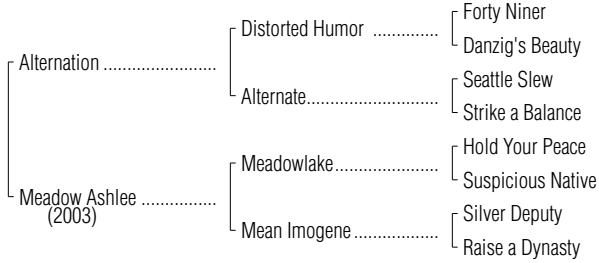 Forty Niner
Distorted Humor ..............
Danzig's Beauty
Alternation ........................
Seattle Slew
Alternate............................
Strike a Balance
Hold Your Peace
Meadowlake......................
Suspicious Native
Meadow Ashlee ................
(2003)
Silver Deputy
Mean Imogene..................
Raise a Dynasty